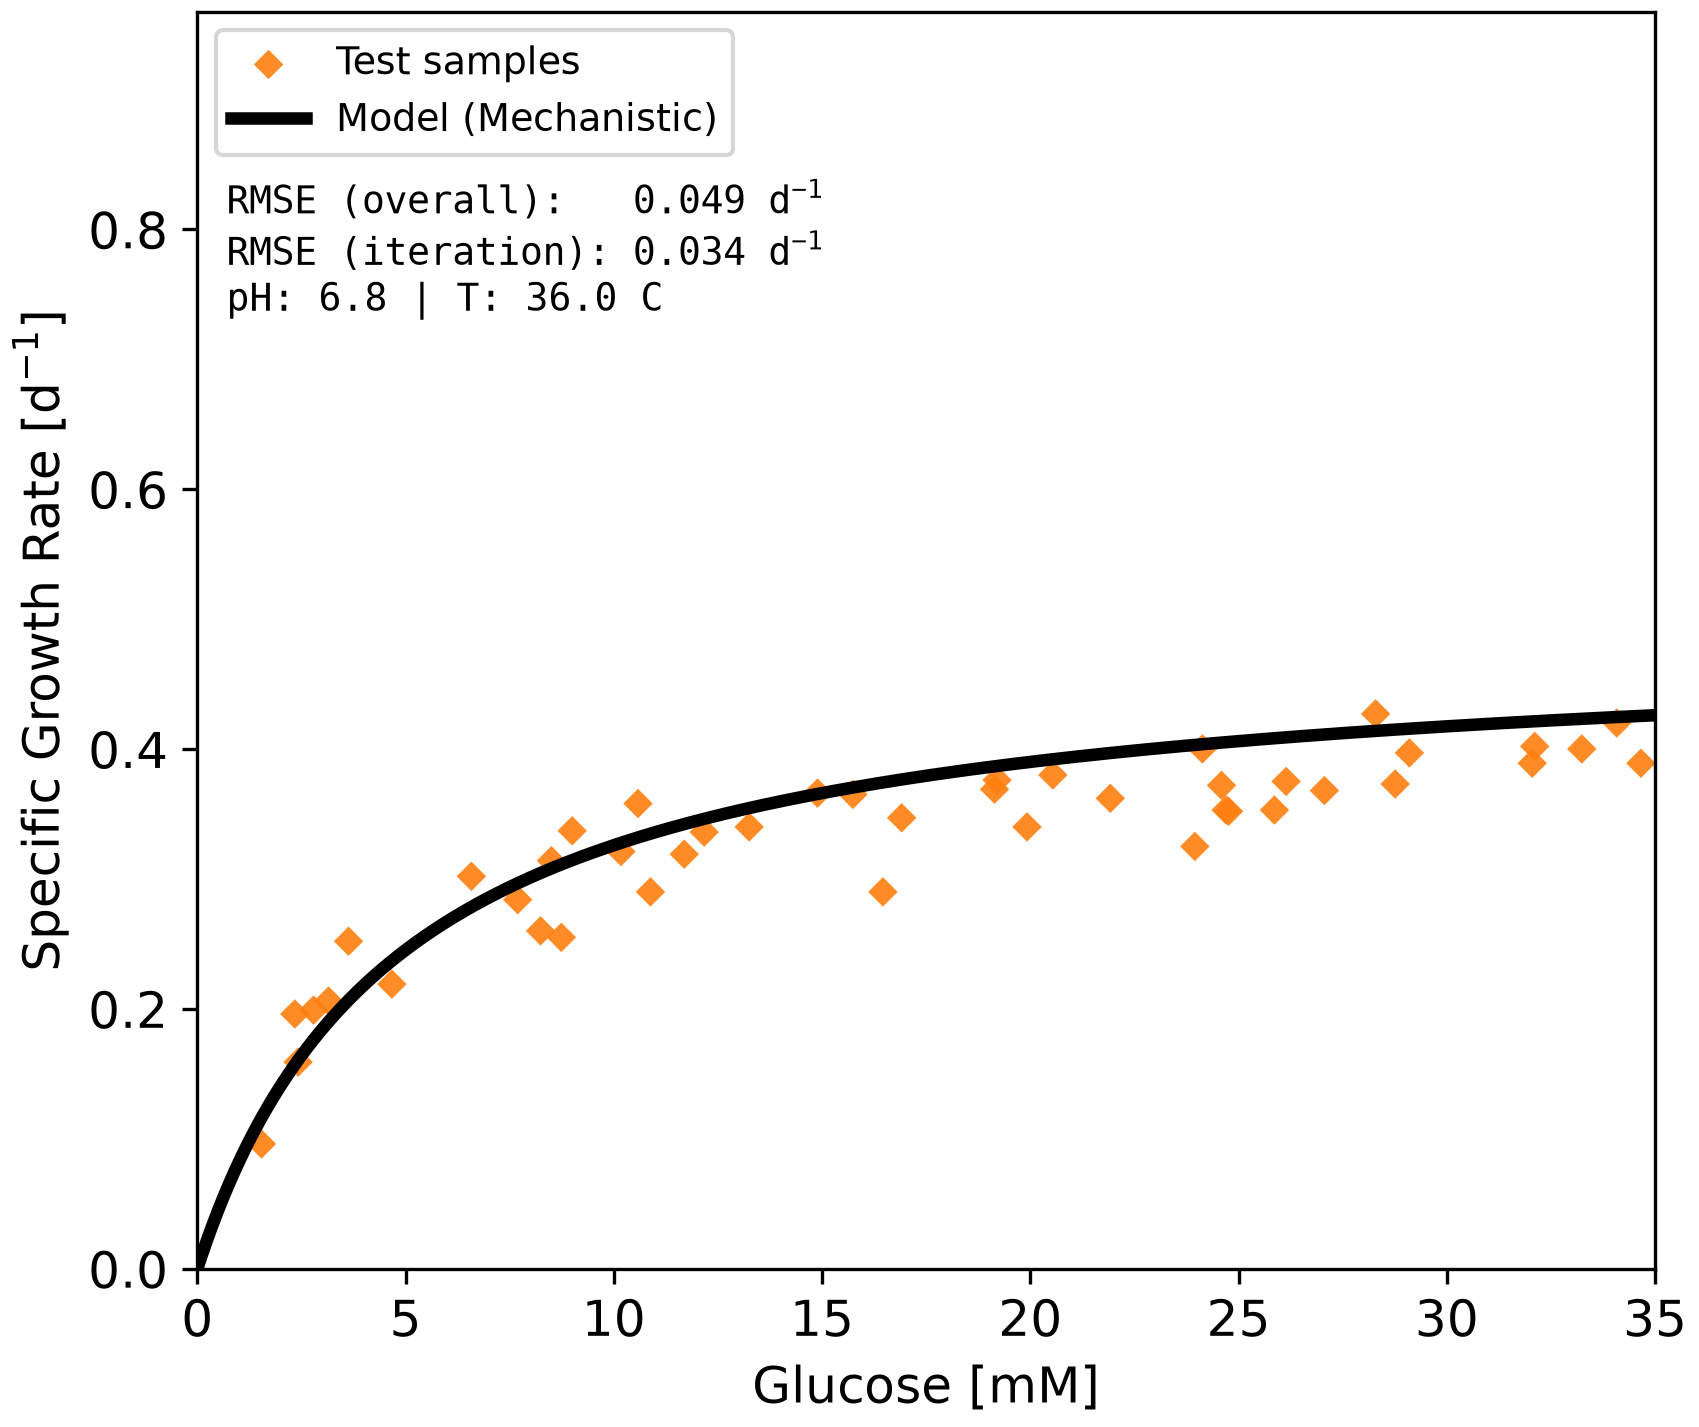 Test samples
Model (Mechanistic)
RMSE (overall):   0.049 d⁻¹
RMSE (iteration): 0.034 d⁻¹
pH: 6.8 | T: 36.0 C
Specific Growth Rate [d⁻¹]
0.8
0.6
0.4
0.2
0.0
0 5 10 15 20 25 30 35
Glucose [mM]